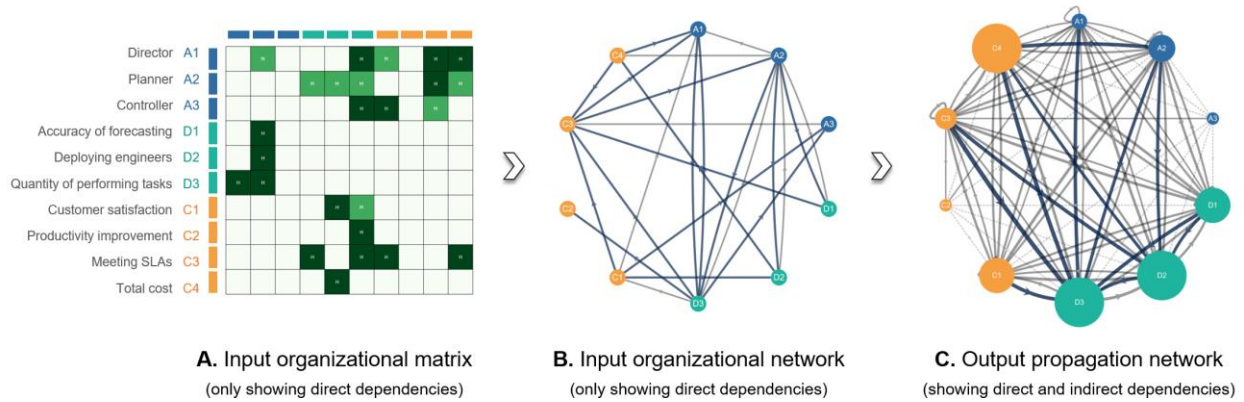 Director A1
Planner A2
Controller A3
Accuracy of forecasting D1
Deploying engineers D2
Quantity of performing tasks D3
Customer satisfaction C1
Productivity improvement C2
Meeting SLAs C3
Total cost C4
A1
C4
A2
C3
A3
C2
D1
C1
D2
D3
A1
C4
A2
C3
A3
C2
D1
C1
D2
D3
A. Input organizational matrix
(only showing direct dependencies)
B. Input organizational network
(only showing direct dependencies)
C. Output propagation network
(showing direct and indirect dependencies)